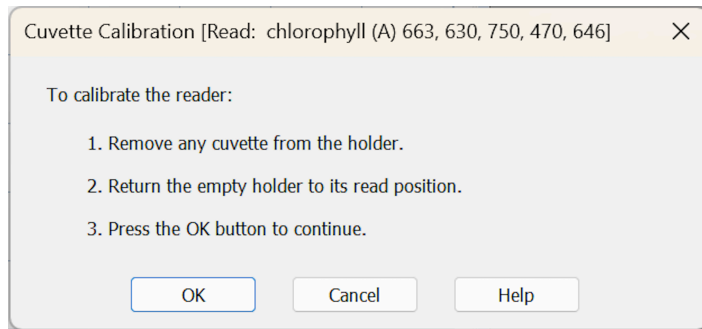 Cuvette Calibration [Read: chlorophyll (A) 663, 630, 750, 470, 646]
To calibrate the reader:
1. Remove any cuvette from the holder.
2. Return the empty holder to its read position.
3. Press the OK button to continue.
OK Cancel Help